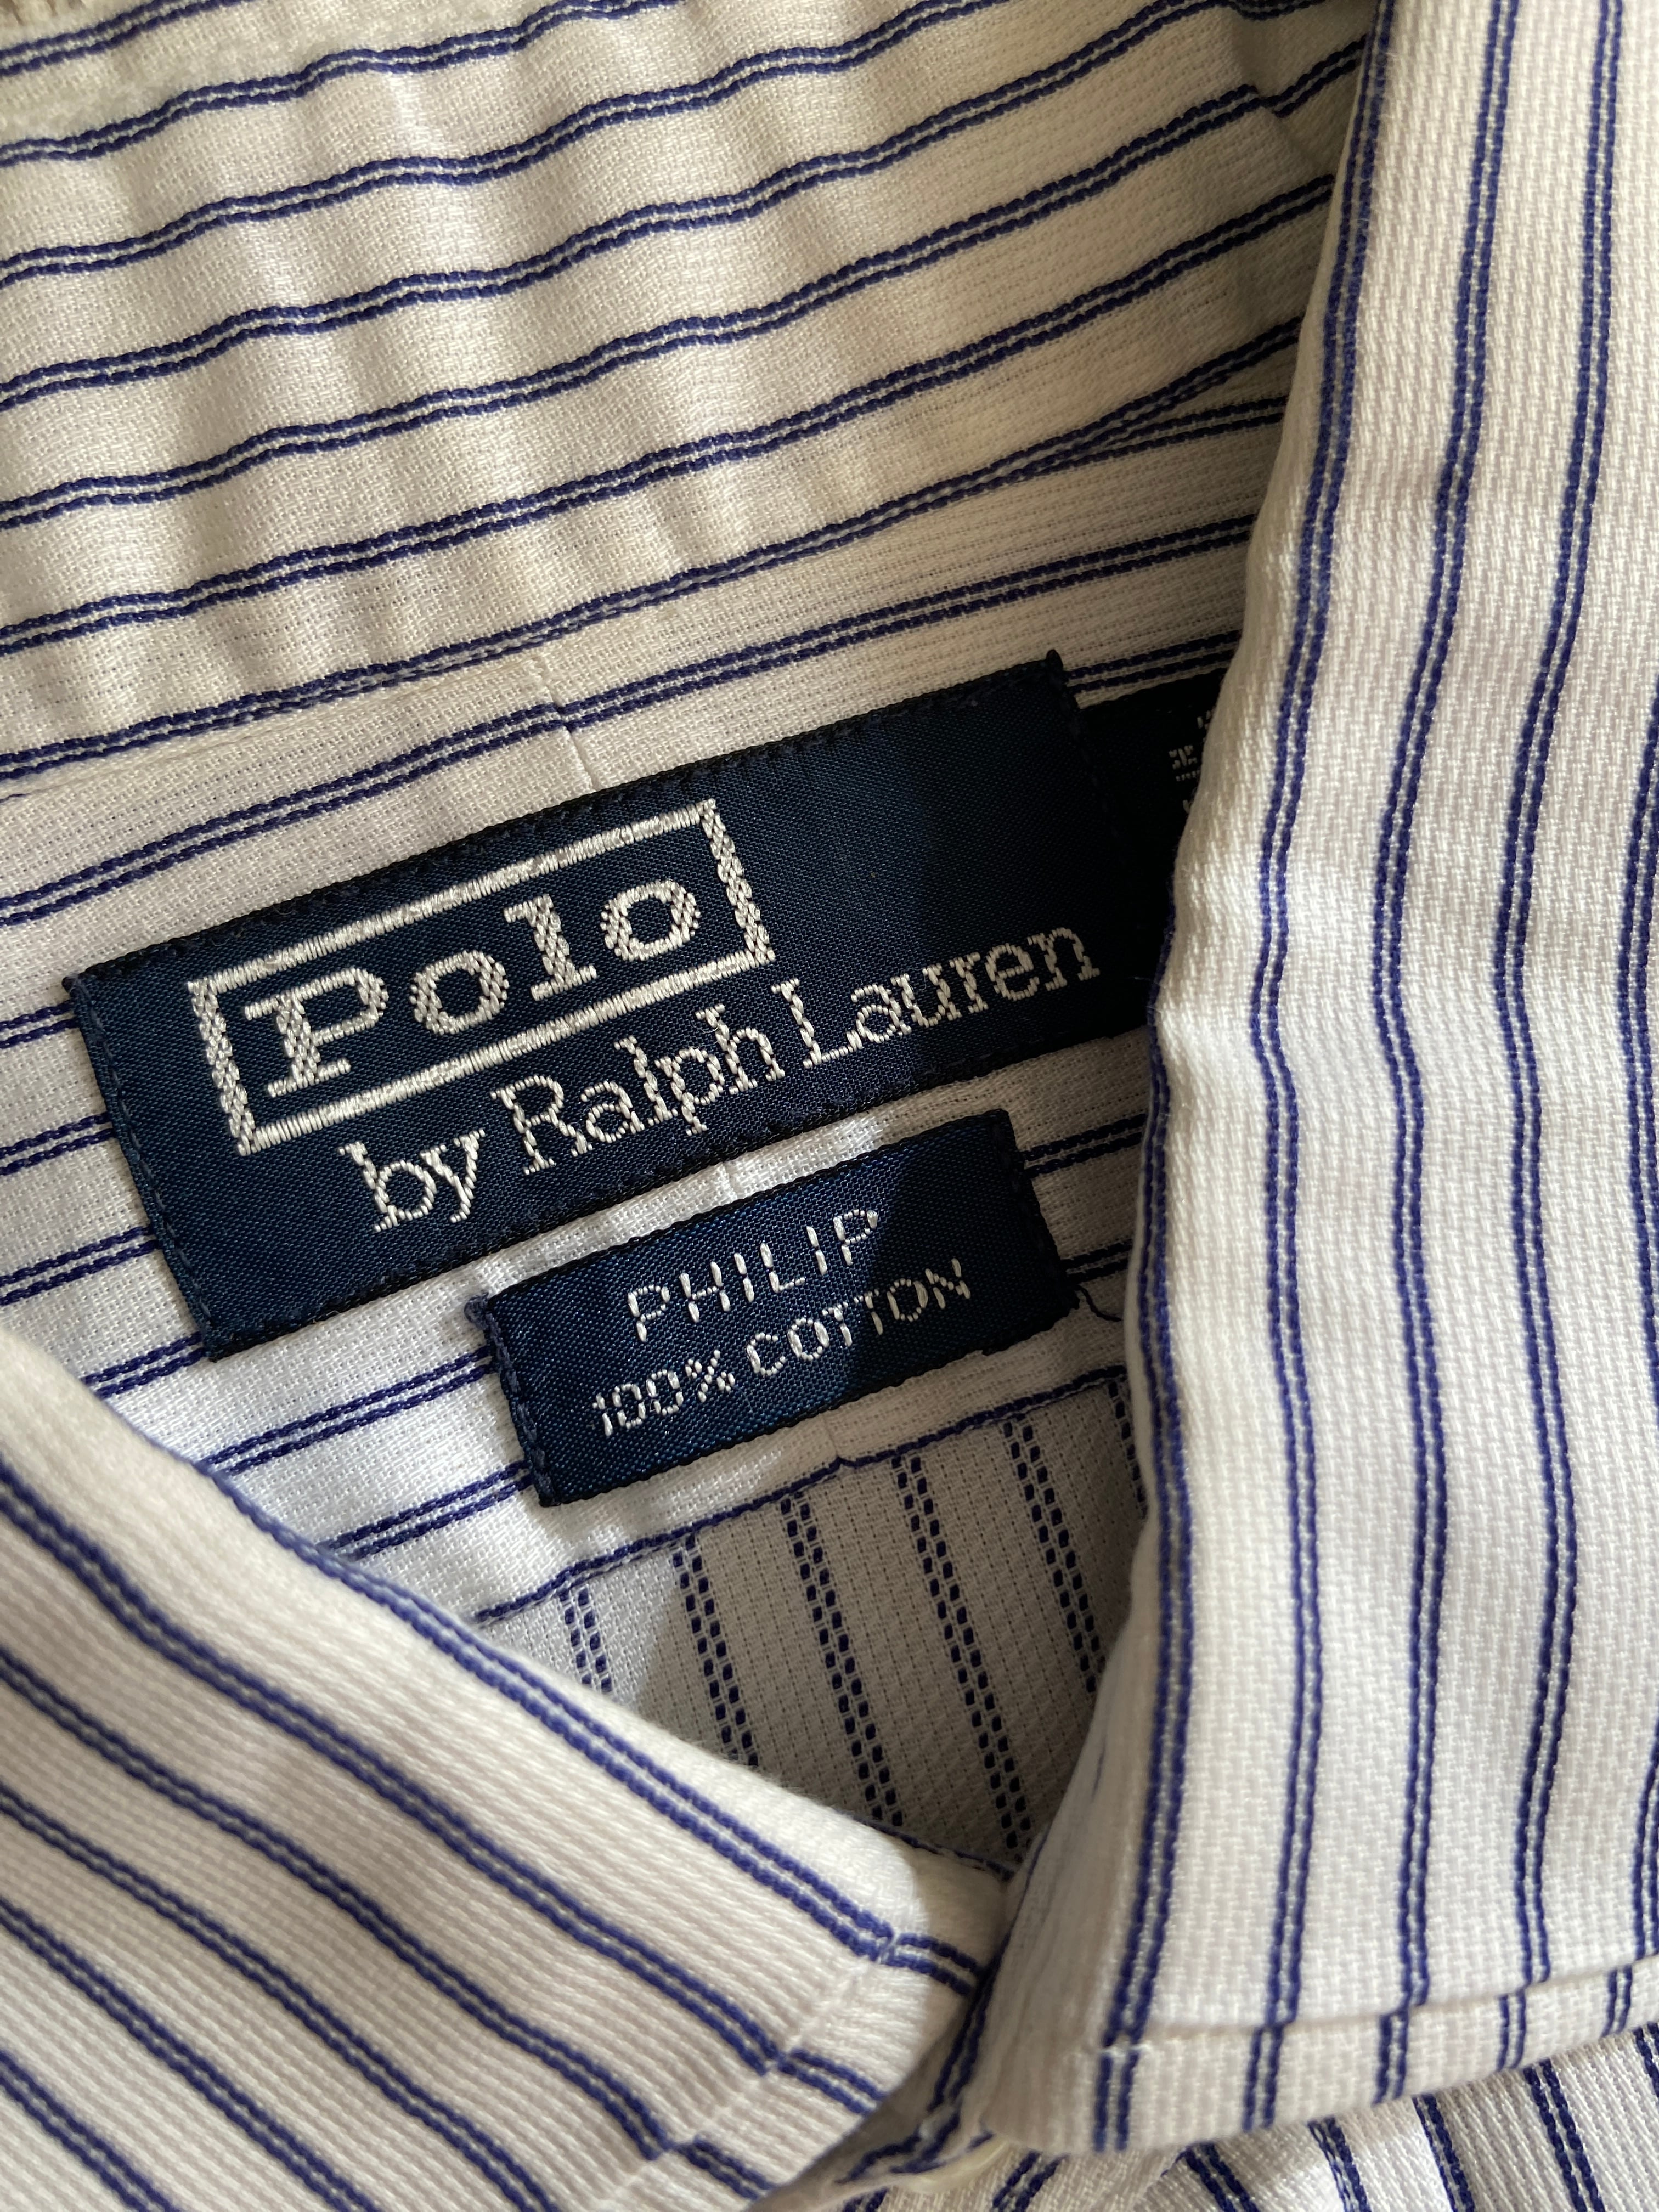 Polo
by Ralph Lauren
PHILIP
100% COTTON